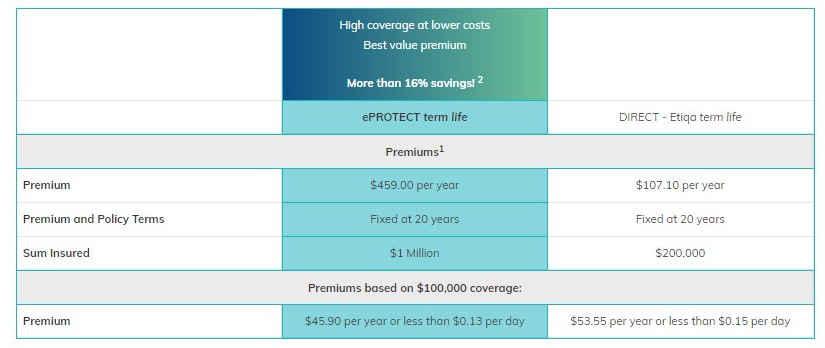 High coverage at lower costs
Best value premium
More than 16% savings! 2
ePROTECT term life
DIRECT - Etiqa term life
Premiums1
Premium
$459.00 per year
$107.10 per year
Premium and Policy Terms
Fixed at 20 years
Fixed at 20 years
Sum Insured
$1 Million
$200,000
Premiums based on $100,000 coverage:
Premium
$45.90 per year or less than $0.13 per day
$53.55 per year or less than $0.15 per day